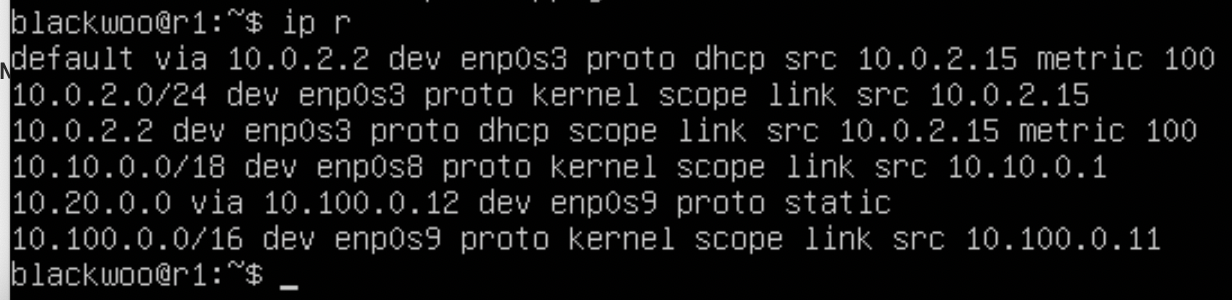 blackwoo@r1:~$ ip r
default via 10.0.2.2 dev enp0s3 proto dhcp src 10.0.2.15 metric 100
10.0.2.0/24 dev enp0s3 proto kernel scope link src 10.0.2.15
10.0.2.2 dev enp0s3 proto dhcp scope link src 10.0.2.15 metric 100
10.10.0.0/18 dev enp0s8 proto kernel scope link src 10.10.0.1
10.20.0.0 via 10.100.0.12 dev enp0s9 proto static
10.100.0.0/16 dev enp0s9 proto kernel scope link src 10.100.0.11
blackwoo@r1:~$ _